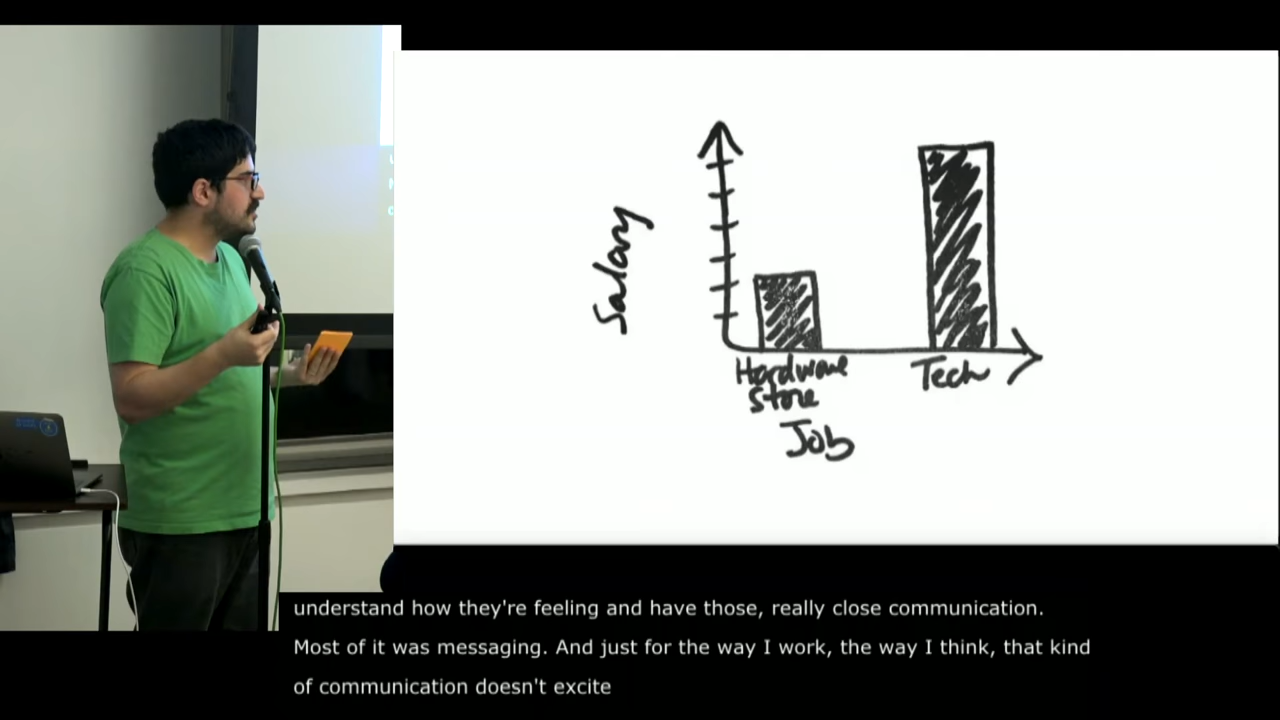 Salary
Hardware
Store
Tech
Job
understand how they're feeling and have those, really close communication.
Most of it was messaging. And just for the way I work, the way I think, that kind
of communication doesn't excite